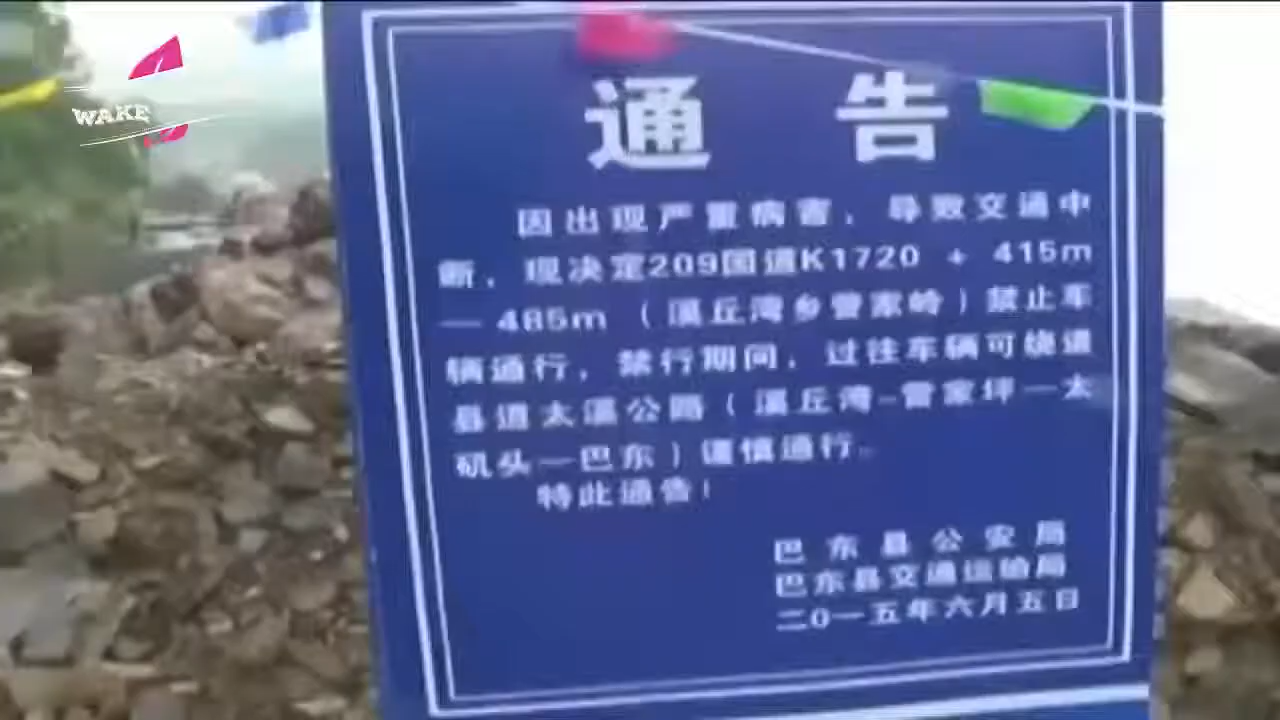 WAKE
通 告
因出现严重病害，导致交通中
断，现决定209国道K1720 + 415m
— 485m （溪丘湾乡曾家岭）禁止车
辆通行，禁行期间，过往车辆可绕道
县道太溪公路（溪丘湾-曾家坪一太
矶头一巴东）谨慎通行。
特此通告！
巴东县公安局
巴东县交通运输局
二0一五年六月五日